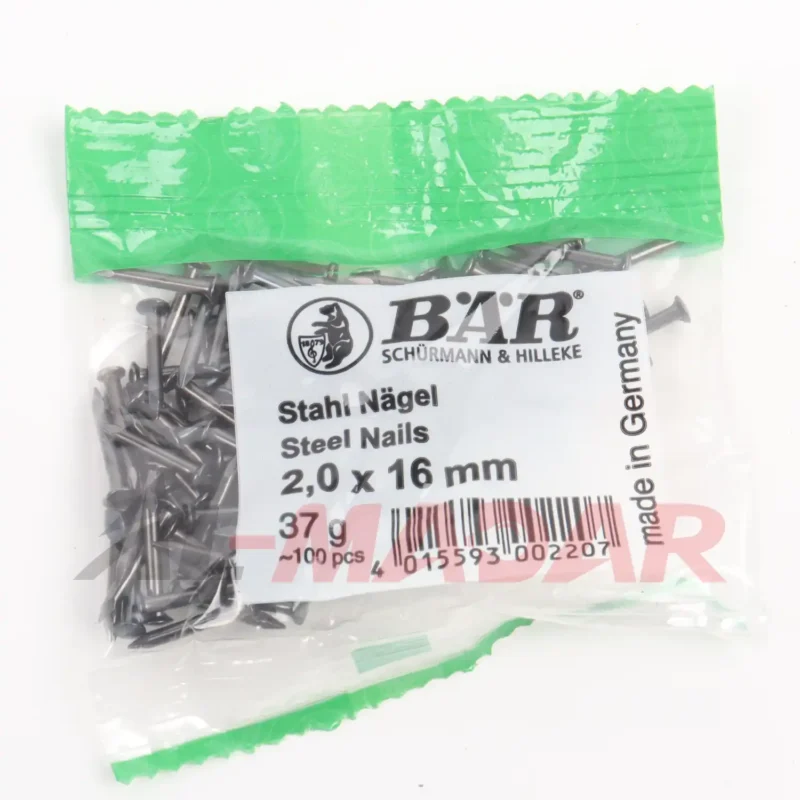 BÄR®
SCHÜRMANN & HILLEKE
Stahl Nägel
Steel Nails
2,0 x 16 mm
37 g
~100 pcs
4 015593 002207
made in Germany
-MADAR